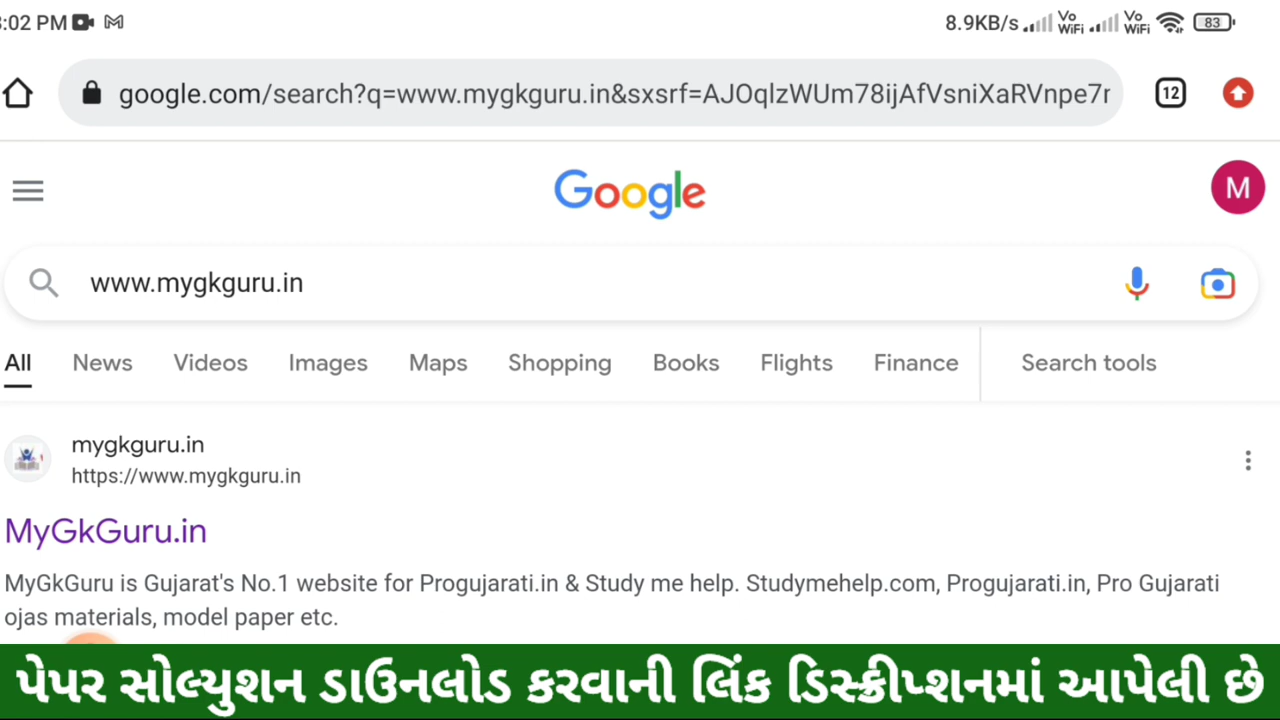 :02 PM
8.9KB/s Vo WiFi Vo WiFi 83
google.com/search?q=www.mygkguru.in&sxsrf=AJOqlzWUm78ijAfVsniXaRVnpe7r
12
Google
M
www.mygkguru.in
All News Videos Images Maps Shopping Books Flights Finance Search tools
mygkguru.in
https://www.mygkguru.in
MyGkGuru.in
MyGkGuru is Gujarat's No.1 website for Progujarati.in & Study me help. Studymehelp.com, Progujarati.in, Pro Gujarati
ojas materials, model paper etc.
પેપર સોલ્યુશન ડાઉનલોડ કરવાની લિંક ડિસ્ક્રીપ્શનમાં આપેલી છે